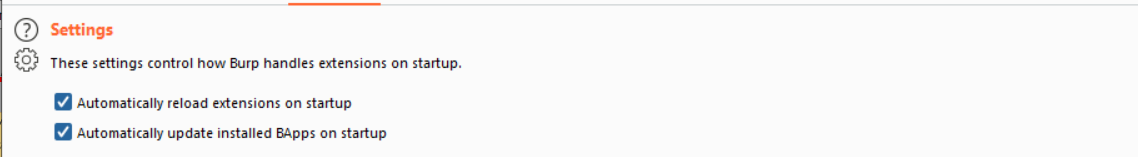 Settings
These settings control how Burp handles extensions on startup.
Automatically reload extensions on startup
Automatically update installed BApps on startup